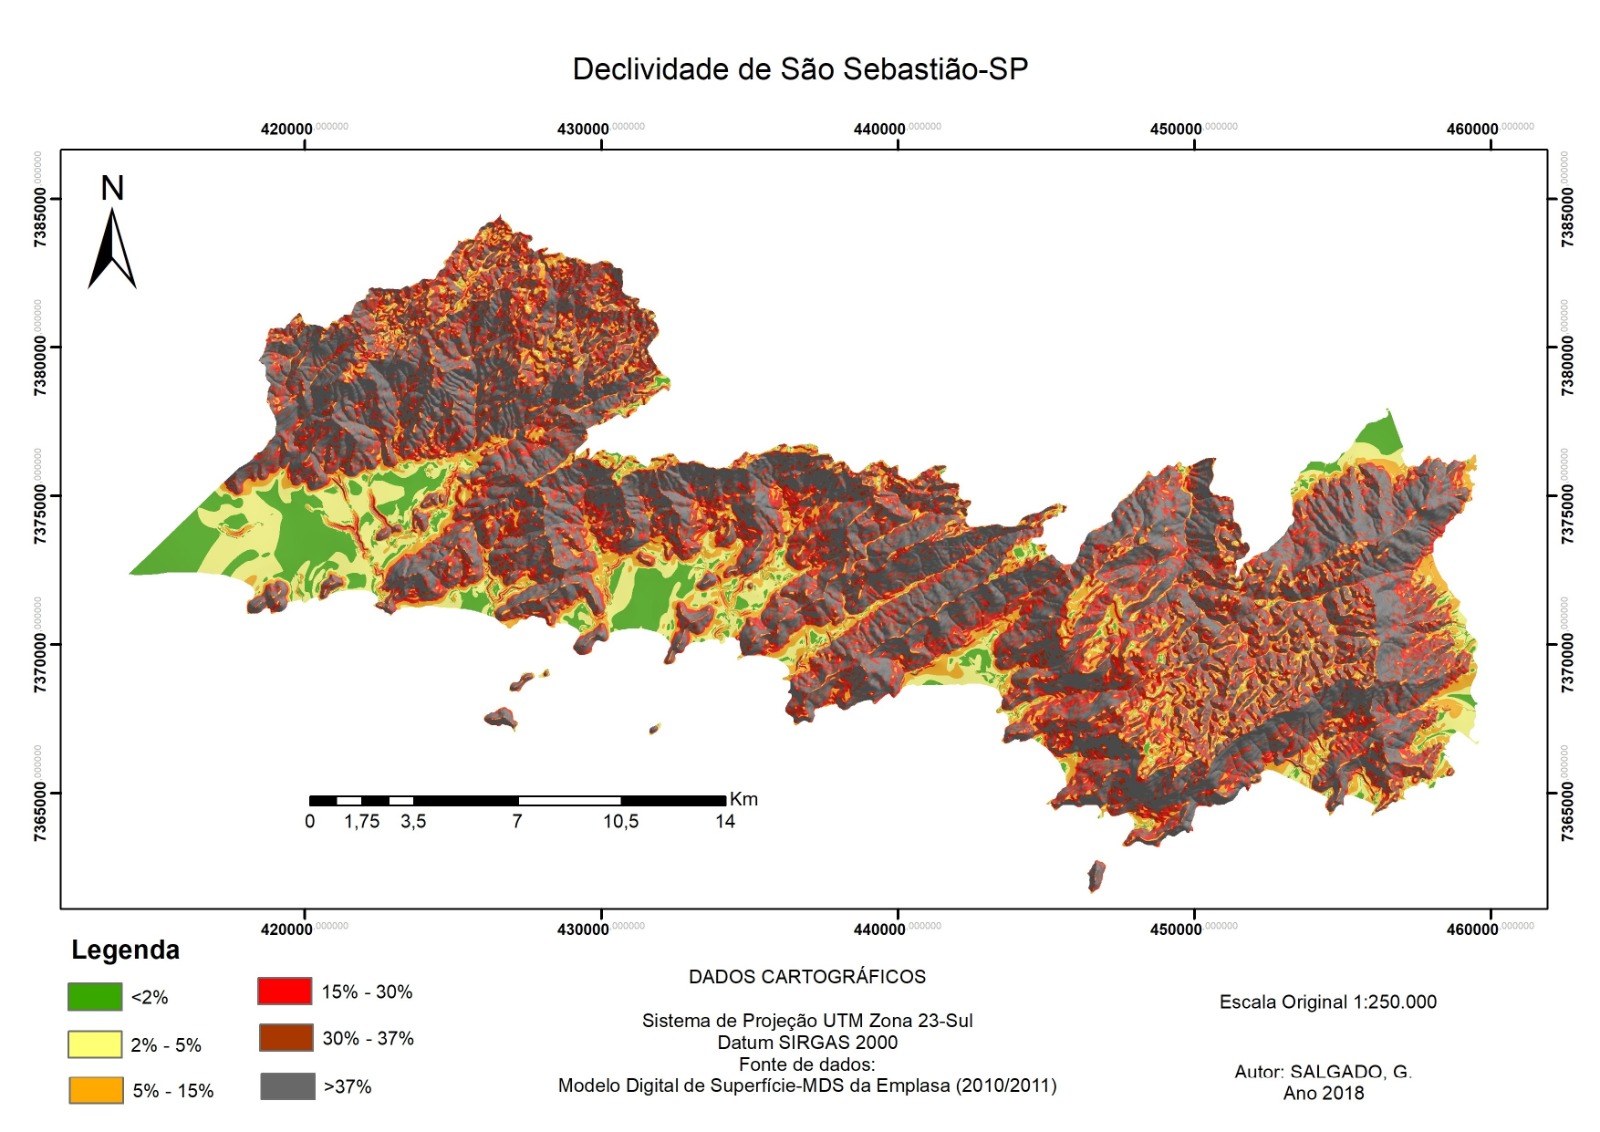 Declividade de São Sebastião-SP
420000,000000 430000,000000 440000,000000 450000,000000 460000,000000
N
7385000,000000
7380000,000000
7375000,000000
7370000,000000
7365000,000000
7385000,000000
7380000,000000
7375000,000000
7370000,000000
7365000,000000
Km
0 1,75 3,5 7 10,5 14
420000,000000 430000,000000 440000,000000 450000,000000 460000,000000
Legenda
<2%
2% - 5%
5% - 15%
15% - 30%
30% - 37%
>37%
DADOS CARTOGRÁFICOS
Sistema de Projeção UTM Zona 23-Sul
Datum SIRGAS 2000
Fonte de dados:
Modelo Digital de Superfície-MDS da Emplasa (2010/2011)
Escala Original 1:250.000
Autor: SALGADO, G.
Ano 2018